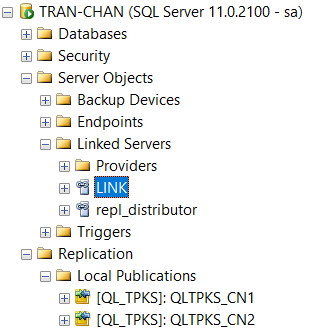 TRAN-CHAN (SQL Server 11.0.2100 - sa)
Databases
Security
Server Objects
Backup Devices
Endpoints
Linked Servers
Providers
LINK
repl_distributor
Triggers
Replication
Local Publications
[QL_TPKS]: QLTPKS_CN1
[QL_TPKS]: QLTPKS_CN2